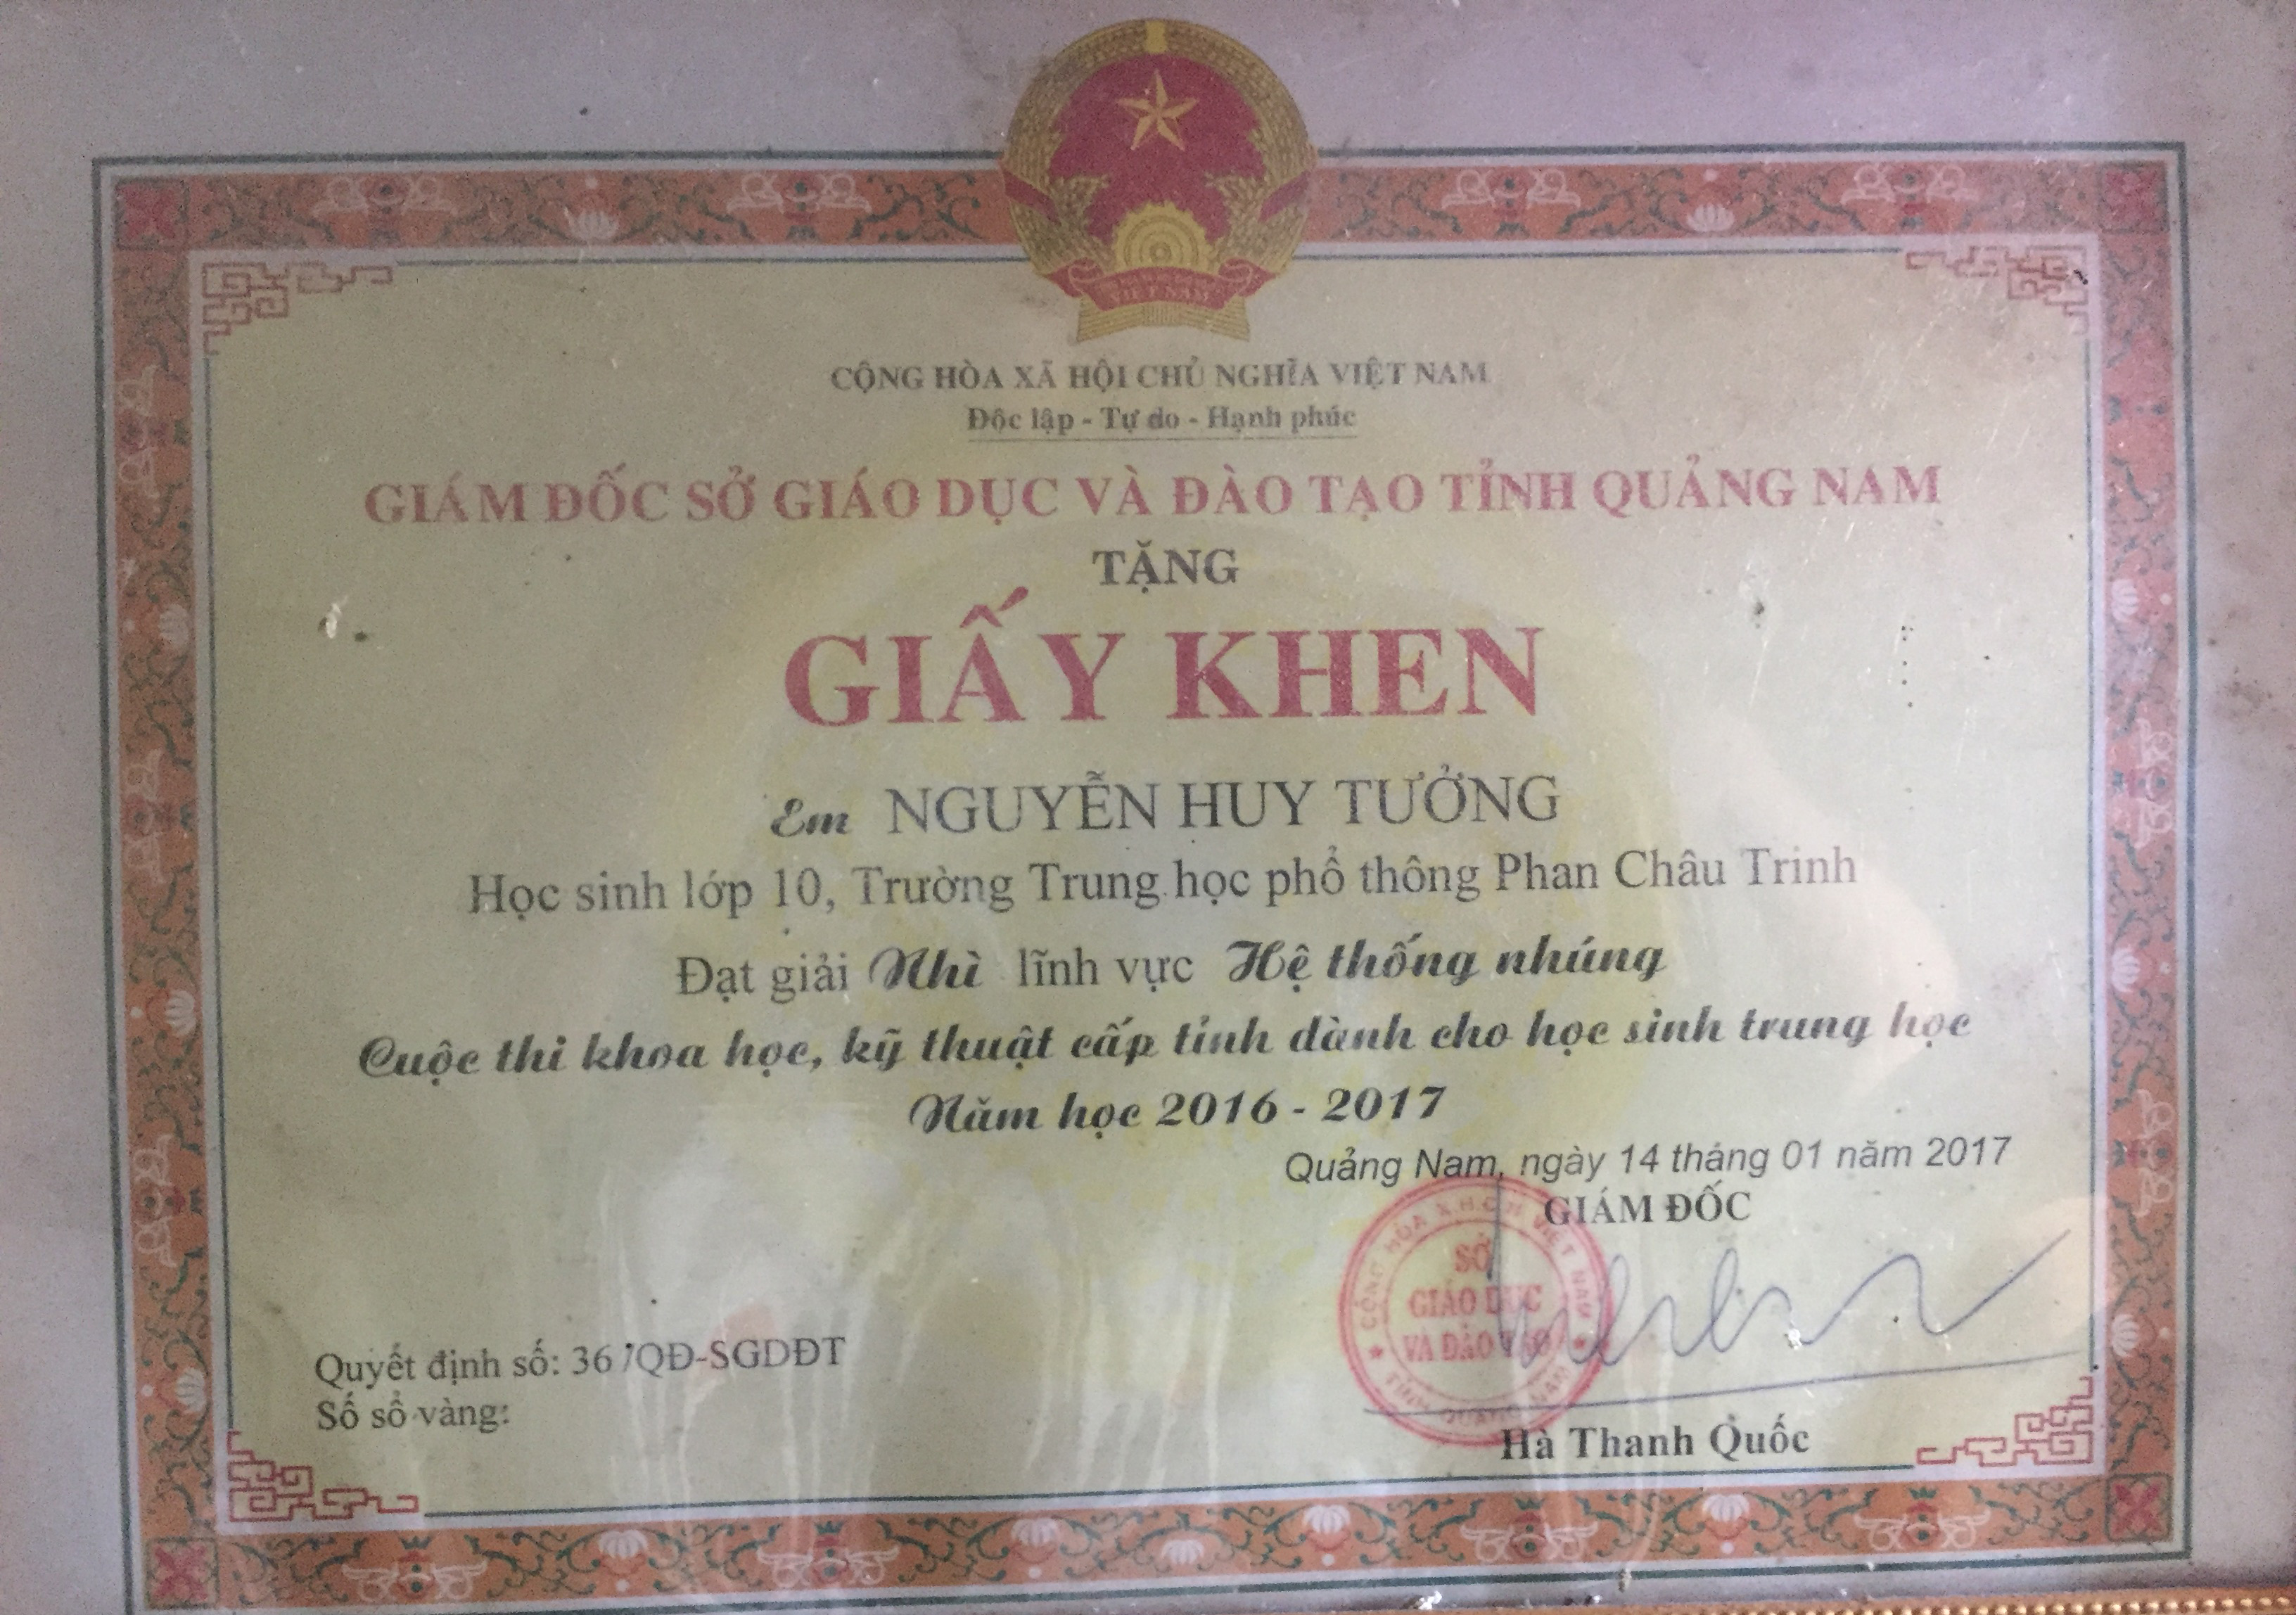 VIỆT NAM
CỘNG HÒA XÃ HỘI CHỦ NGHĨA VIỆT NAM
Độc lập - Tự do - Hạnh phúc
GIÁM ĐỐC SỞ GIÁO DỤC VÀ ĐÀO TẠO TỈNH QUẢNG NAM
TẶNG
GIẤY KHEN
Em NGUYỄN HUY TƯỞNG
Học sinh lớp 10, Trường Trung học phổ thông Phan Châu Trinh
Đạt giải Nhì lĩnh vực Hệ thống nhúng
Cuộc thi khoa học, kỹ thuật cấp tỉnh dành cho học sinh trung học
Năm học 2016 - 2017
Quảng Nam, ngày 14 tháng 01 năm 2017
GIÁM ĐỐC
CỘNG HÒA X.H.C.N VIỆT NAM
SỞ
GIÁO DỤC
VÀ ĐÀO TẠO
TỈNH QUẢNG NAM
Quyết định số: 36/QĐ-SGDĐT
Số sổ vàng:
Hà Thanh Quốc